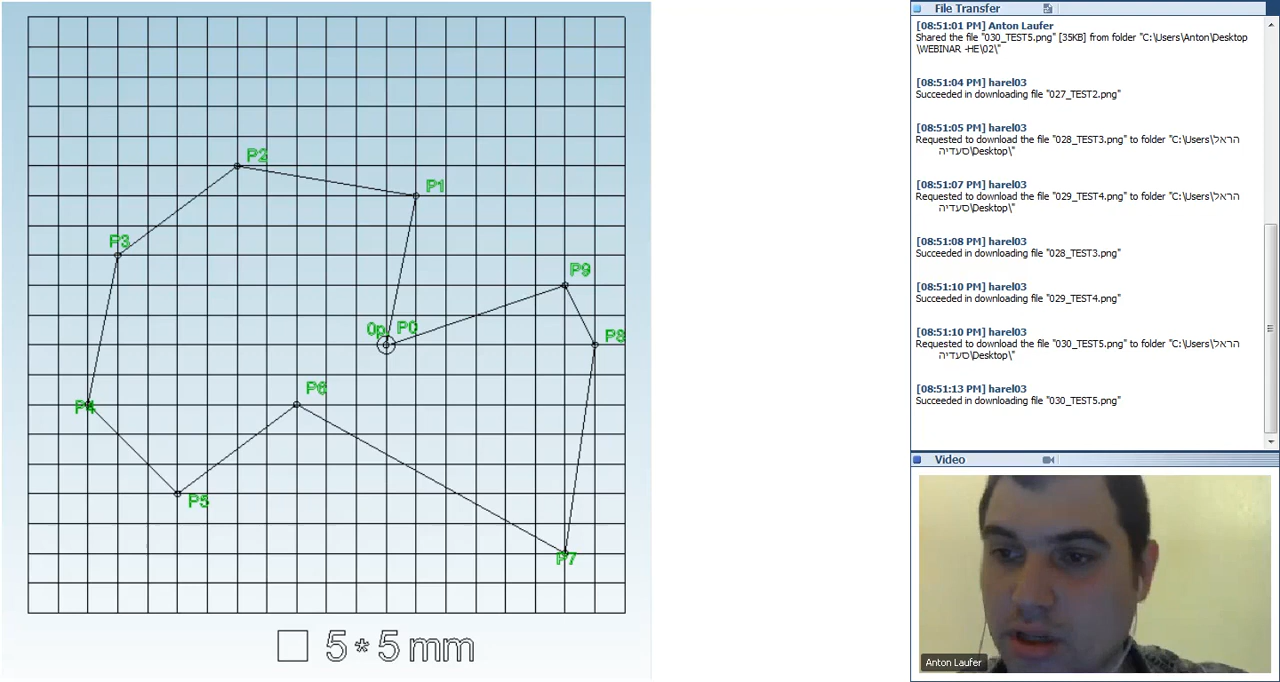 P2
P1
P3
P9
0p
P0
P8
P6
P4
P5
P7
5*5mm
File Transfer
[08:51:01 PM] Anton Laufer
Shared the file "030_TEST5.png" [35KB] from folder "C:\Users\Anton\Desktop
\WEBINAR -HE\02\"
[08:51:04 PM] harel03
Succeeded in downloading file "027_TEST2.png"
[08:51:05 PM] harel03
Requested to download the file "028_TEST3.png" to folder "C:\Users\הראל
סעדיה\Desktop\"
[08:51:07 PM] harel03
Requested to download the file "029_TEST4.png" to folder "C:\Users\הראל
סעדיה\Desktop\"
[08:51:08 PM] harel03
Succeeded in downloading file "028_TEST3.png"
[08:51:10 PM] harel03
Succeeded in downloading file "029_TEST4.png"
[08:51:10 PM] harel03
Requested to download the file "030_TEST5.png" to folder "C:\Users\הראל
סעדיה\Desktop\"
[08:51:13 PM] harel03
Succeeded in downloading file "030_TEST5.png"
Video
Anton Laufer